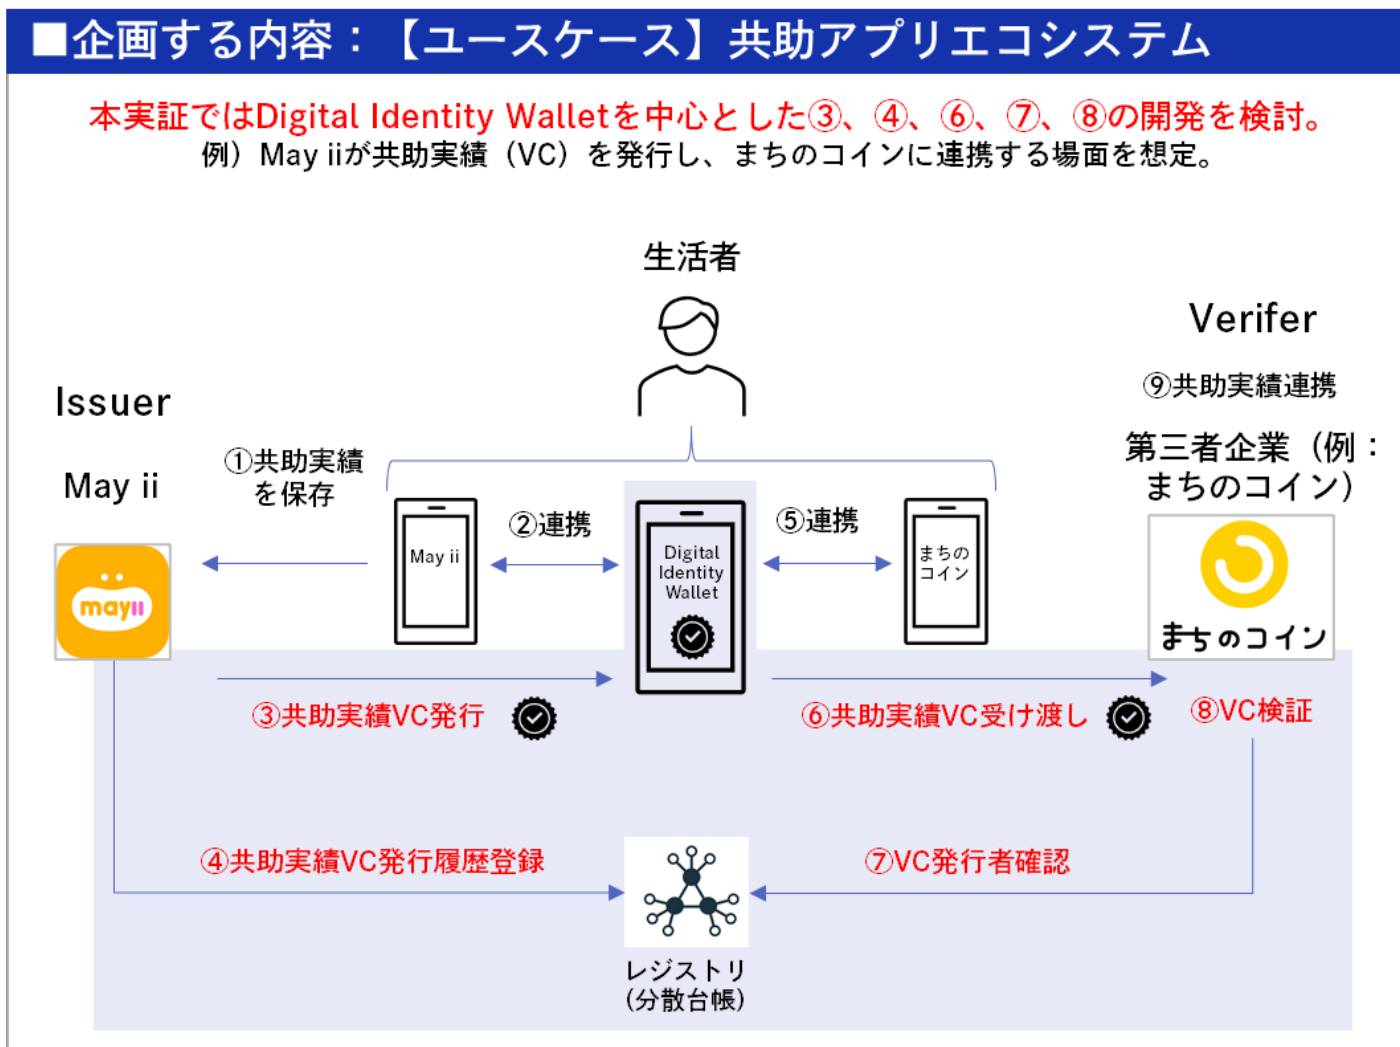 ■企画する内容：【ユースケース】共助アプリエコシステム
本実証ではDigital Identity Walletを中心とした③、④、⑥、⑦、⑧の開発を検討。
例）May iiが共助実績（VC）を発行し、まちのコインに連携する場面を想定。
生活者
Verifer
⑨共助実績連携
第三者企業（例：
まちのコイン）
Issuer
May ii
①共助実績
を保存
②連携
⑤連携
May ii
Digital
Identity
Wallet
まちの
コイン
mayii
まちのコイン
③共助実績VC発行
⑥共助実績VC受け渡し
⑧VC検証
④共助実績VC発行履歴登録
⑦VC発行者確認
レジストリ
(分散台帳)